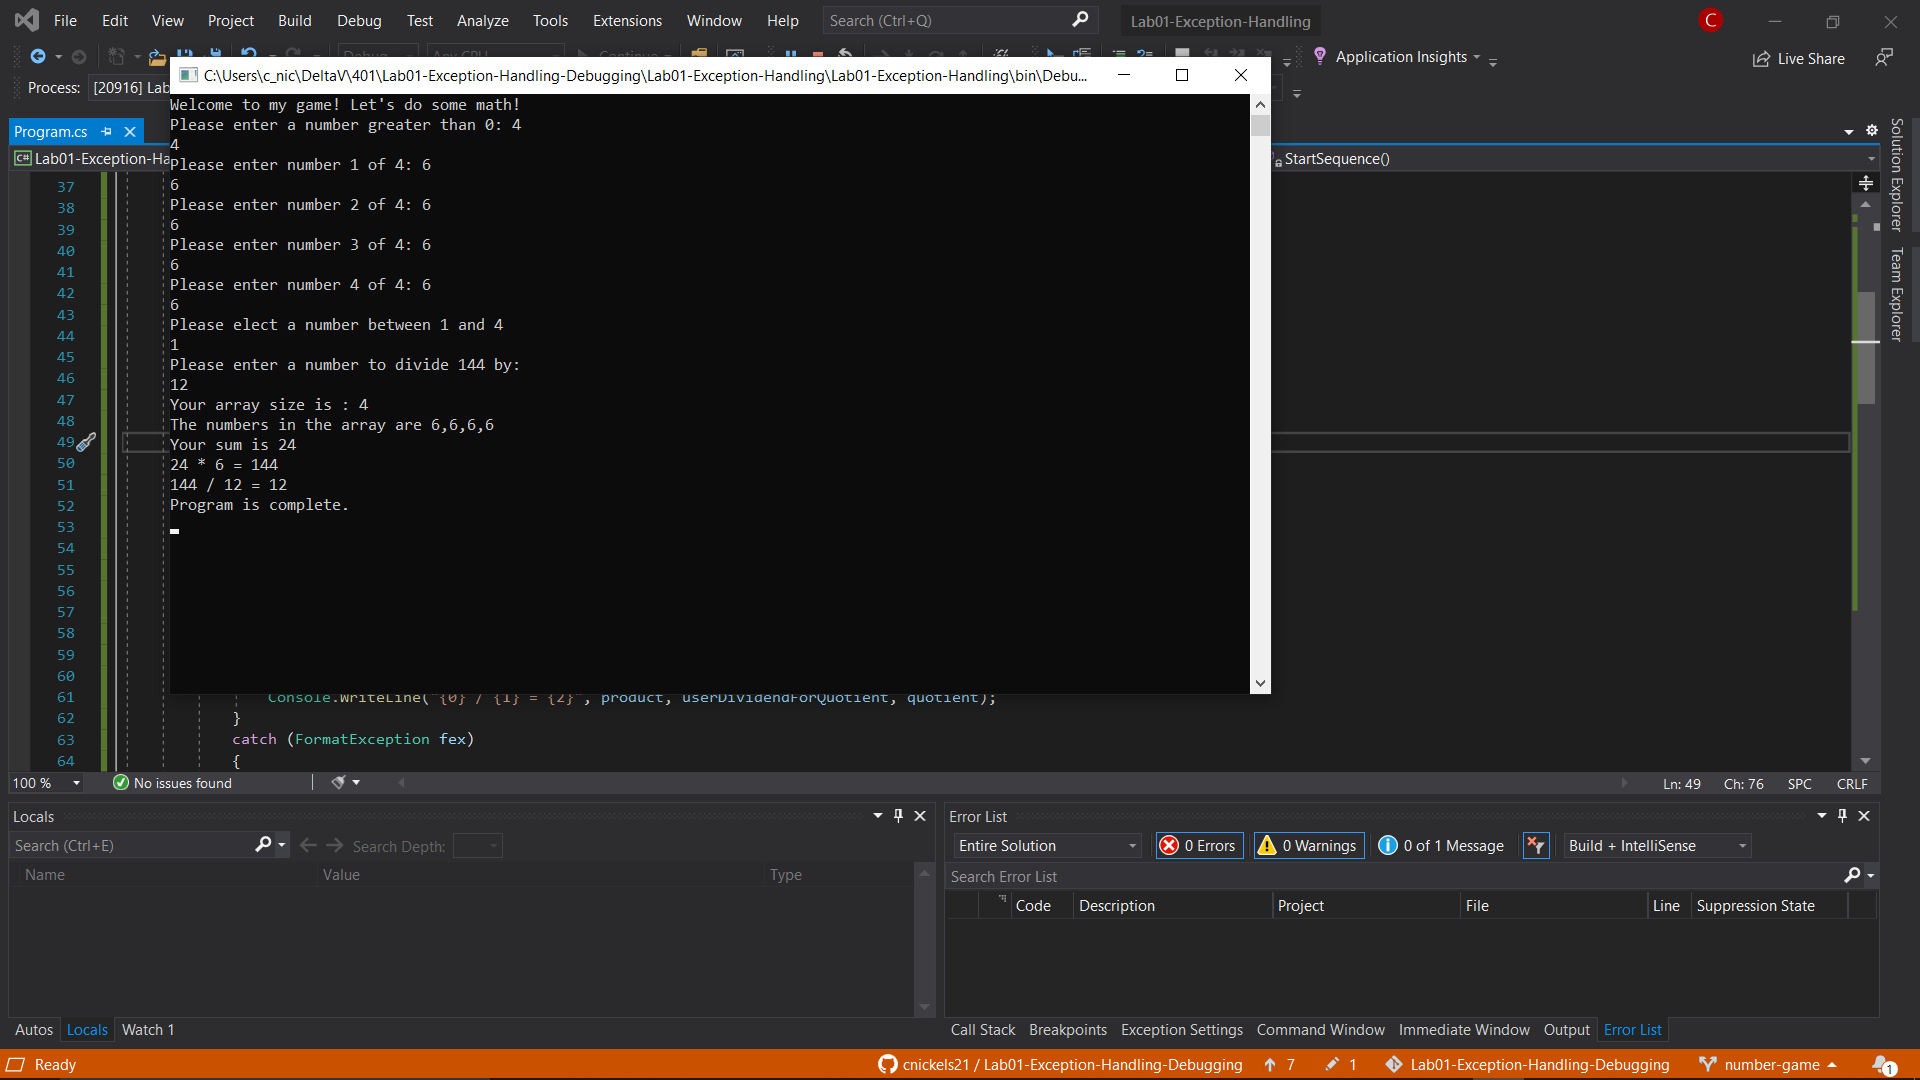 File Edit View Project Build Debug Test Analyze Tools Extensions Window Help Search (Ctrl+Q) Lab01-Exception-Handling C
Debug Any CPU Continue Application Insights Live Share
Process: [20916] Lab
C:\Users\c_nic\DeltaV\401\Lab01-Exception-Handling-Debugging\Lab01-Exception-Handling\Lab01-Exception-Handling\bin\Debu...
Program.cs
C# Lab01-Exception-Ha StartSequence()
Welcome to my game! Let's do some math!
Please enter a number greater than 0: 4
4
Please enter number 1 of 4: 6
6
Please enter number 2 of 4: 6
6
Please enter number 3 of 4: 6
6
Please enter number 4 of 4: 6
6
Please elect a number between 1 and 4
1
Please enter a number to divide 144 by:
12
Your array size is : 4
The numbers in the array are 6,6,6,6
Your sum is 24
24 * 6 = 144
144 / 12 = 12
Program is complete.
37
38
39
40
41
42
43
44
45
46
47
48
49
50
51
52
53
54
55
56
57
58
59
60
61 Console.WriteLine("{0} / {1} = {2}", product, userDividendForQuotient, quotient);
62 }
63 catch (FormatException fex)
64 {
Solution Explorer
Team Explorer
100 % No issues found Ln: 49 Ch: 76 SPC CRLF
Locals
Search (Ctrl+E) Search Depth:
Name Value Type
Autos Locals Watch 1
Error List
Entire Solution 0 Errors 0 Warnings 0 of 1 Message Build + IntelliSense
Search Error List
Code Description Project File Line Suppression State
Call Stack Breakpoints Exception Settings Command Window Immediate Window Output Error List
Ready cnickels21 / Lab01-Exception-Handling-Debugging 7 1 Lab01-Exception-Handling-Debugging number-game 1